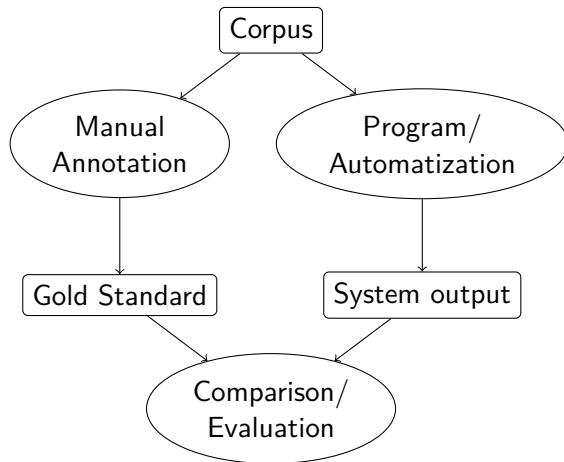 Corpus
Manual
Annotation
Program/
Automatization
Gold Standard
System output
Comparison/
Evaluation